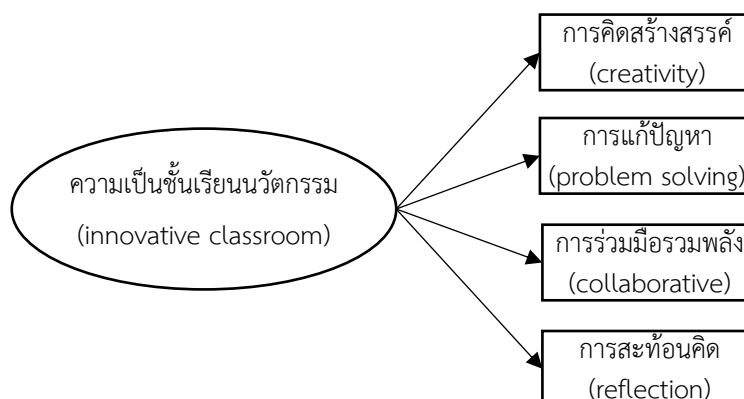 การคิดสร้างสรรค์
(creativity)
การแก้ปัญหา
(problem solving)
ความเป็นชั้นเรียนนวัตกรรม
(innovative classroom)
การร่วมมือรวมพลัง
(collaborative)
การสะท้อนคิด
(reflection)